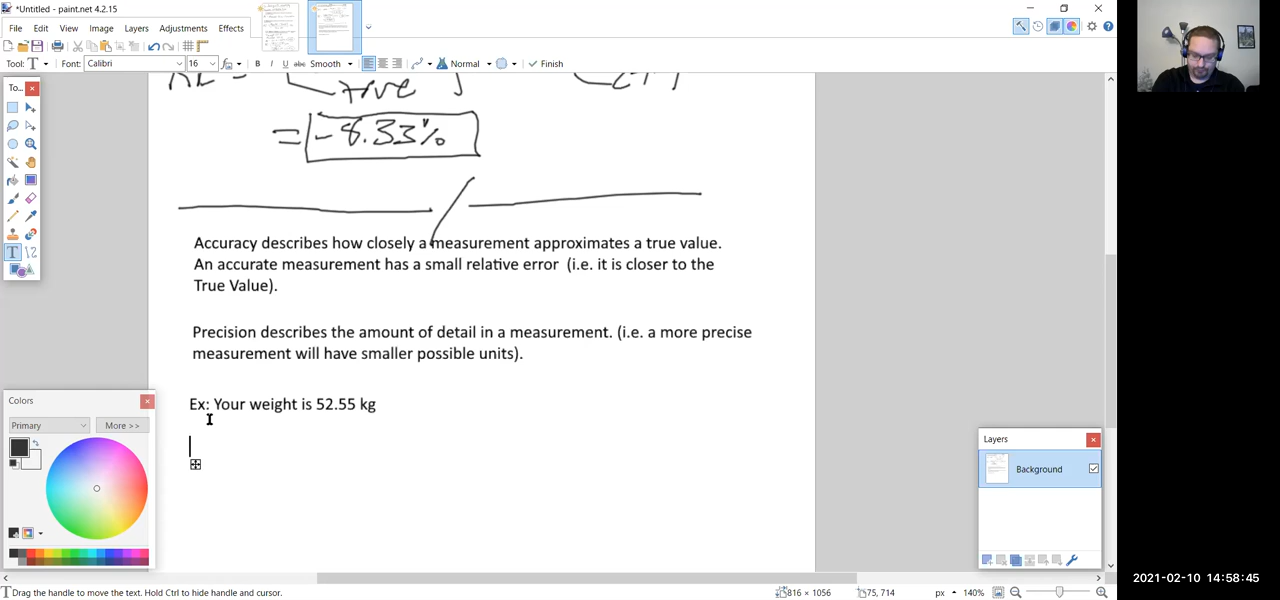 *Untitled - paint.net 4.2.15
File Edit View Image Layers Adjustments Effects
Tool: T Font: Calibri 16 B I U abc Smooth Normal Finish
To...
true
= -8.33%
Accuracy describes how closely a measurement approximates a true value.
An accurate measurement has a small relative error (i.e. it is closer to the
True Value).
Precision describes the amount of detail in a measurement. (i.e. a more precise
measurement will have smaller possible units).
Ex: Your weight is 52.55 kg
Colors
Primary More >>
Layers
Background
Drag the handle to move the text. Hold Ctrl to hide handle and cursor.
816 × 1056
75, 714
px
140%
2021-02-10 14:58:45